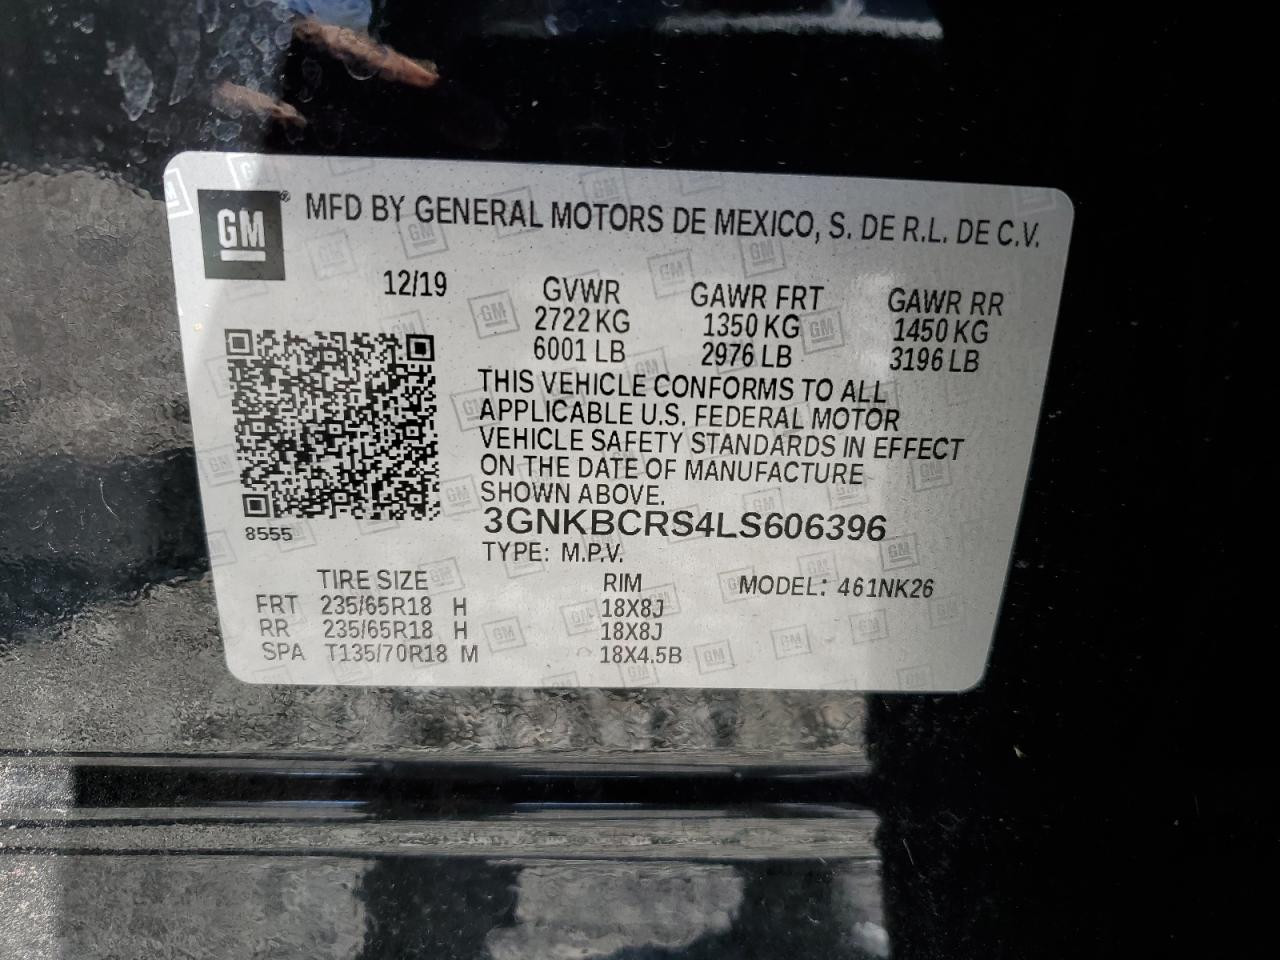 GM® MFD BY GENERAL MOTORS DE MEXICO, S. DE R.L. DE C.V.
12/19 GVWR GAWR FRT GAWR RR
2722 KG 1350 KG 1450 KG
6001 LB 2976 LB 3196 LB
THIS VEHICLE CONFORMS TO ALL
APPLICABLE U.S. FEDERAL MOTOR
VEHICLE SAFETY STANDARDS IN EFFECT
ON THE DATE OF MANUFACTURE
SHOWN ABOVE.
3GNKBCRS4LS606396
8555
TYPE: M.P.V.
TIRE SIZE RIM MODEL: 461NK26
FRT 235/65R18 H 18X8J
RR 235/65R18 H 18X8J
SPA T135/70R18 M 18X4.5B